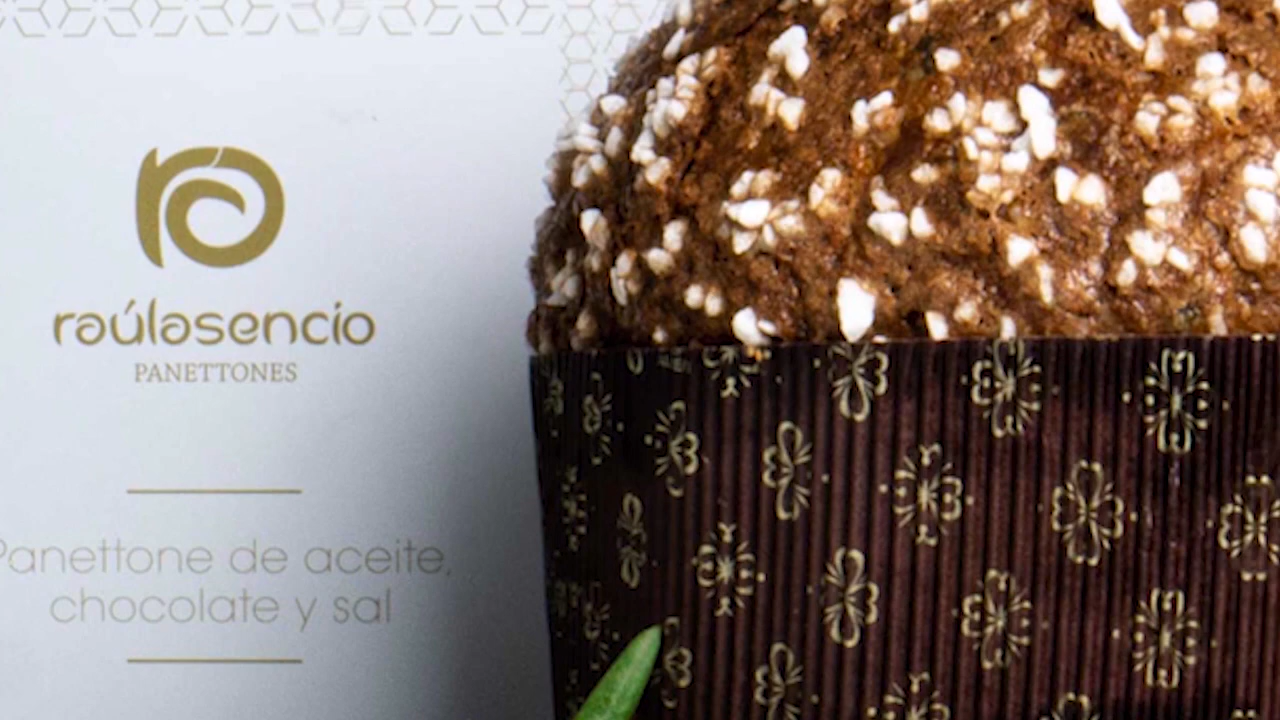 raúlasencio
PANETTONES
Panettone de aceite,
chocolate y sal